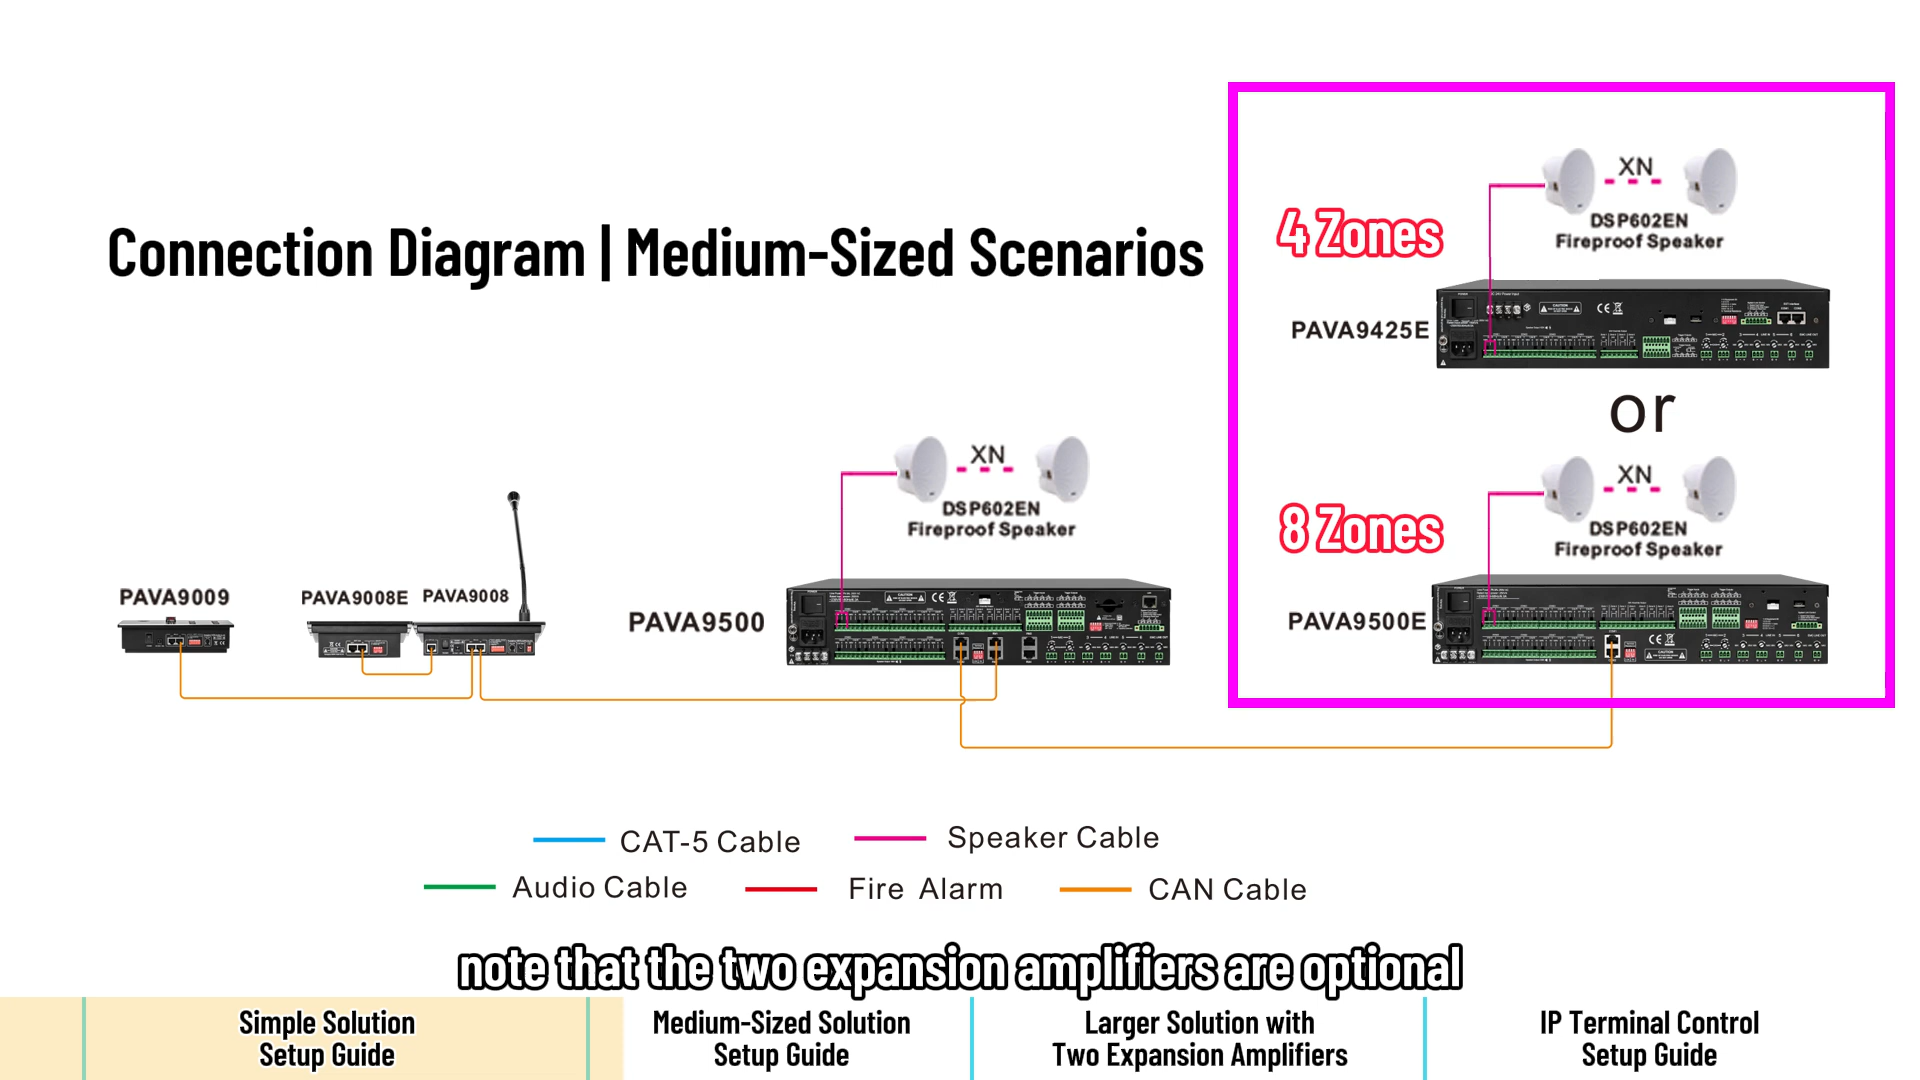 XN
4 Zones
DSP602EN
Fireproof Speaker
Connection Diagram | Medium-Sized Scenarios
PAVA9425E
CAUTION
or
XN
DSP602EN
Fireproof Speaker
XN
8 Zones
DSP602EN
Fireproof Speaker
PAVA9009
PAVA9008E
PAVA9008
PAVA9500
CAUTION
PAVA9500E
CAUTION
CAT-5 Cable
Speaker Cable
Audio Cable
Fire Alarm
CAN Cable
note that the two expansion amplifiers are optional
Simple Solution
Setup Guide
Medium-Sized Solution
Setup Guide
Larger Solution with
Two Expansion Amplifiers
IP Terminal Control
Setup Guide